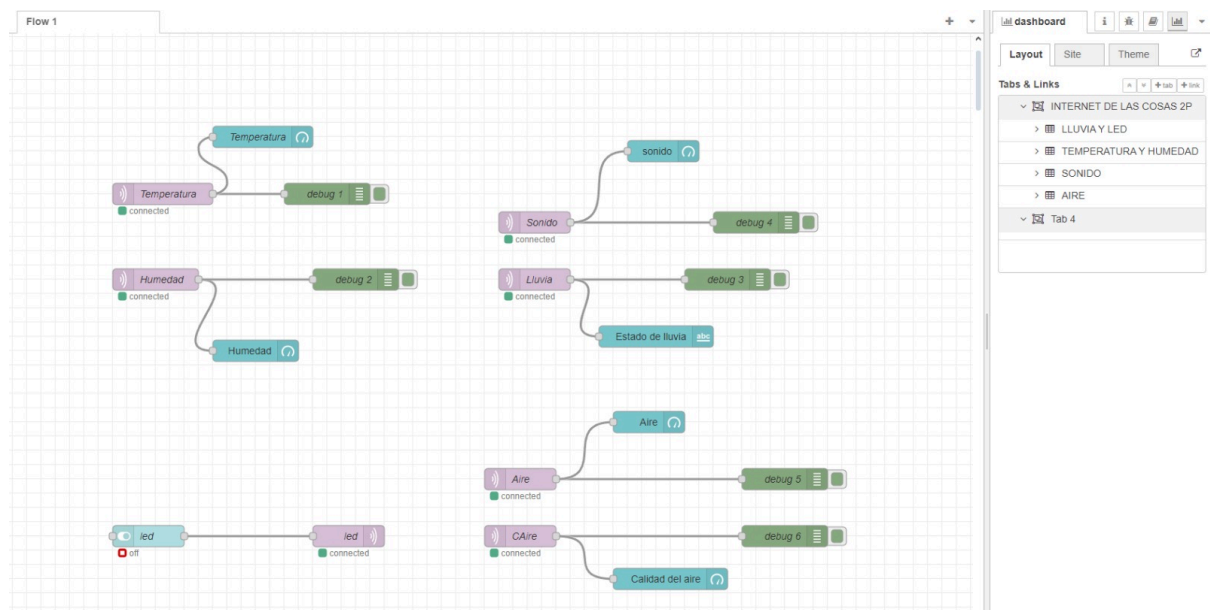 Flow 1
dashboard
i
Layout
Site
Theme
Tabs & Links
+ tab
+ link
INTERNET DE LAS COSAS 2P
LLUVIA Y LED
TEMPERATURA Y HUMEDAD
SONIDO
AIRE
Tab 4
Temperatura
Temperatura
connected
debug 1
sonido
Sonido
connected
debug 4
Humedad
connected
debug 2
Humedad
Lluvia
connected
debug 3
Estado de lluvia
abc
Aire
Aire
connected
debug 5
led
off
led
connected
CAire
connected
debug 6
Calidad del aire